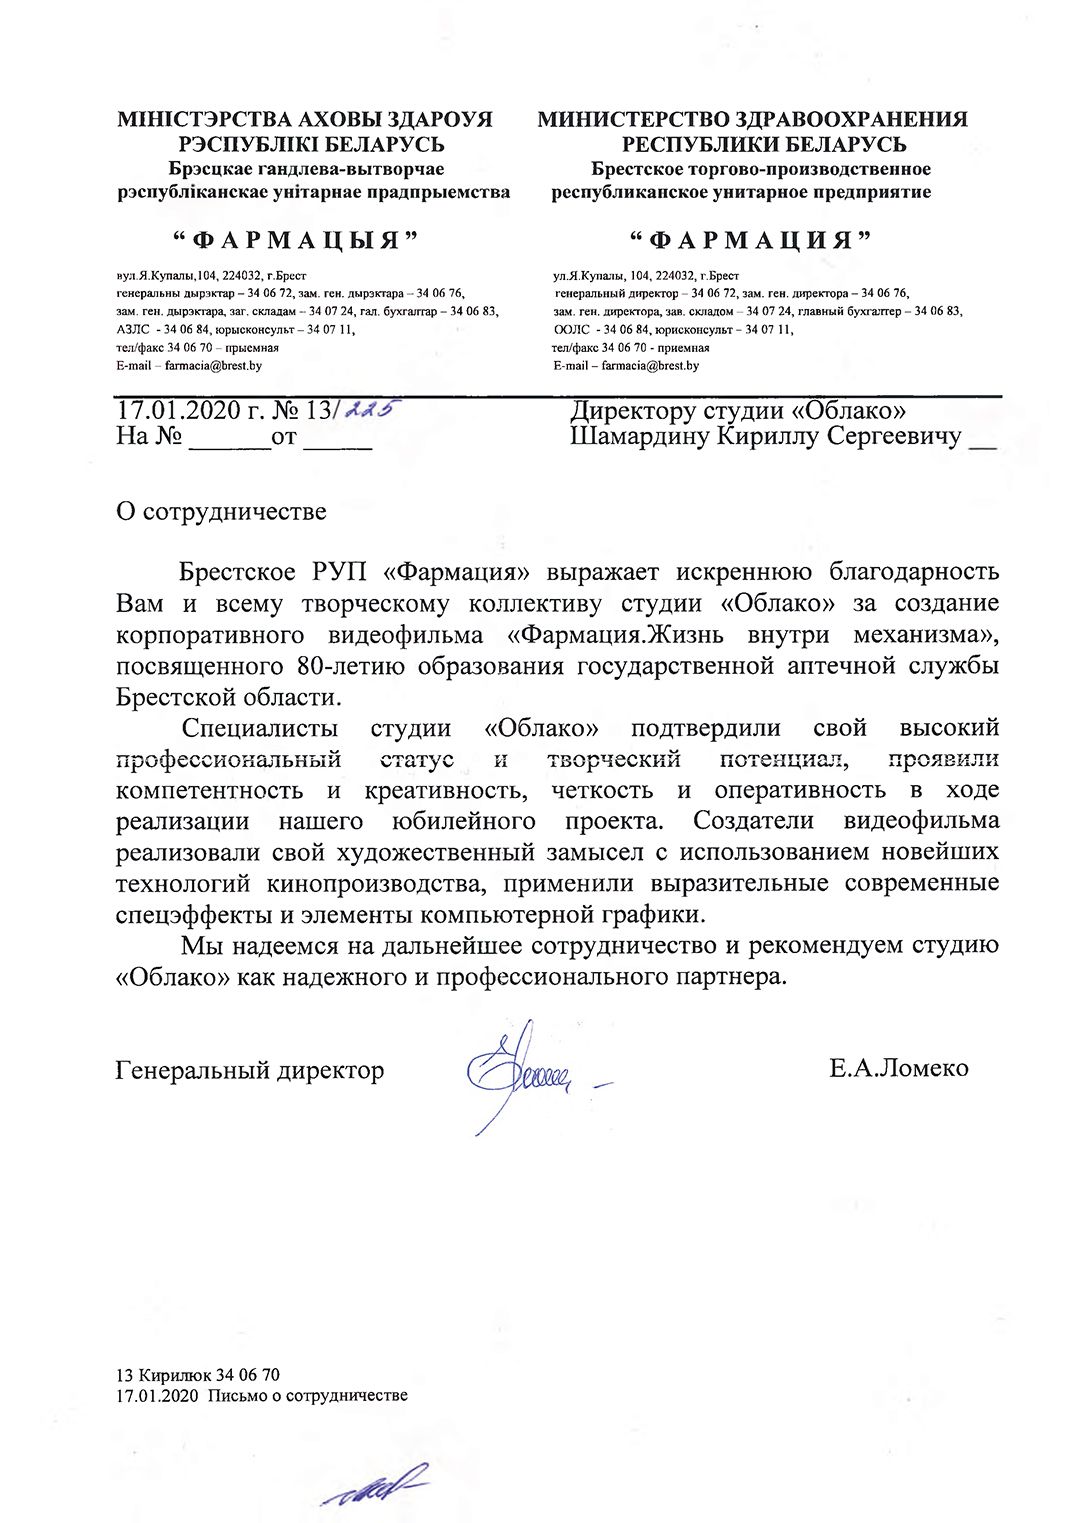 МІНІСТЭРСТВА АХОВЫ ЗДАРОУЯ
РЭСПУБЛІКІ БЕЛАРУСЬ
Брэсцкае гандлева-вытворчае
рэспубліканскае унітарнае прадпрыемства
“ Ф А Р М А Ц Ы Я ”
вул.Я.Купалы,104, 224032, г.Брест
генеральны дырэктар – 34 06 72, зам. ген. дырэктара – 34 06 76,
зам. ген. дырэктара, заг. складам – 34 07 24, гал. бухгалтар – 34 06 83,
АЗЛС - 34 06 84, юрысконсульт – 34 07 11,
тел/факс 34 06 70 – прыемная
E-mail – farmacia@brest.by
МИНИСТЕРСТВО ЗДРАВООХРАНЕНИЯ
РЕСПУБЛИКИ БЕЛАРУСЬ
Брестское торгово-производственное
республиканское унитарное предприятие
“ Ф А Р М А Ц И Я ”
ул.Я.Купалы, 104, 224032, г.Брест
генеральный директор – 34 06 72, зам. ген. директора – 34 06 76,
зам. ген. директора, зав. складом – 34 07 24, главный бухгалтер – 34 06 83,
ООЛС - 34 06 84, юрисконсульт – 34 07 11,
тел/факс 34 06 70 - приемная
E-mail – farmacia@brest.by
17.01.2020 г. № 13/225
На № ______от _____
Директору студии «Облако»
Шамардину Кириллу Сергеевичу __
О сотрудничестве
Брестское РУП «Фармация» выражает искреннюю благодарность
Вам и всему творческому коллективу студии «Облако» за создание
корпоративного видеофильма «Фармация.Жизнь внутри механизма»,
посвященного 80-летию образования государственной аптечной службы
Брестской области.
Специалисты студии «Облако» подтвердили свой высокий
профессиональный статус и творческий потенциал, проявили
компетентность и креативность, четкость и оперативность в ходе
реализации нашего юбилейного проекта. Создатели видеофильма
реализовали свой художественный замысел с использованием новейших
технологий кинопроизводства, применили выразительные современные
спецэффекты и элементы компьютерной графики.
Мы надеемся на дальнейшее сотрудничество и рекомендуем студию
«Облако» как надежного и профессионального партнера.
Генеральный директор Е.А.Ломеко
13 Кирилюк 34 06 70
17.01.2020 Письмо о сотрудничестве